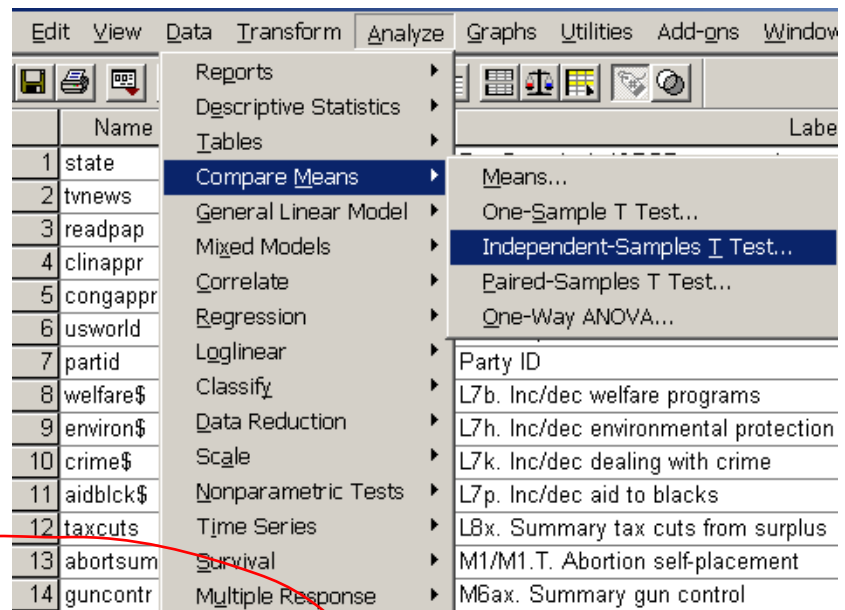 Edit View Data Transform Analyze Graphs Utilities Add-ons Window
Name Labe
1 state
2 tvnews
3 readpap
4 clinappr
5 congappr
6 usworld
7 partid Party ID
8 welfare$ L7b. Inc/dec welfare programs
9 environ$ L7h. Inc/dec environmental protection
10 crime$ L7k. Inc/dec dealing with crime
11 aidblck$ L7p. Inc/dec aid to blacks
12 taxcuts L8x. Summary tax cuts from surplus
13 abortsum M1/M1.T. Abortion self-placement
14 guncontr M6ax. Summary gun control
Reports
Descriptive Statistics
Tables
Compare Means
General Linear Model
Mixed Models
Correlate
Regression
Loglinear
Classify
Data Reduction
Scale
Nonparametric Tests
Time Series
Survival
Multiple Response
Means...
One-Sample T Test...
Independent-Samples T Test...
Paired-Samples T Test...
One-Way ANOVA...